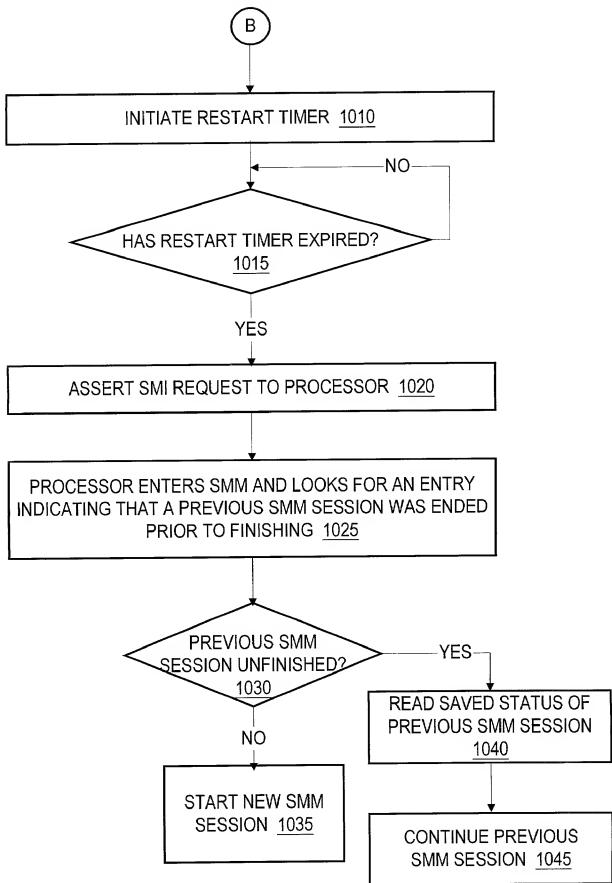 B
INITIATE RESTART TIMER 1010
NO
HAS RESTART TIMER EXPIRED?
1015
YES
ASSERT SMI REQUEST TO PROCESSOR 1020
PROCESSOR ENTERS SMM AND LOOKS FOR AN ENTRY
INDICATING THAT A PREVIOUS SMM SESSION WAS ENDED
PRIOR TO FINISHING 1025
PREVIOUS SMM
SESSION UNFINISHED?
1030
YES
READ SAVED STATUS OF
PREVIOUS SMM SESSION
1040
NO
START NEW SMM
SESSION 1035
CONTINUE PREVIOUS
SMM SESSION 1045